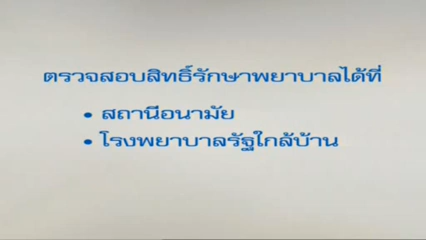 ตรวจสอบสิทธิ์รักษาพยาบาลได้ที่
• สถานีอนามัย
• โรงพยาบาลรัฐใกล้บ้าน